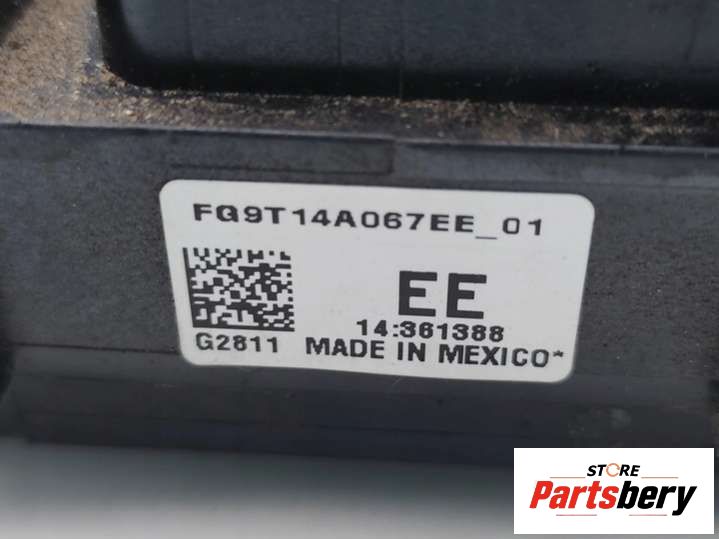 FG9T14A067EE_01
EE
14:361388
G2811 MADE IN MEXICO*
STORE
Partsbery